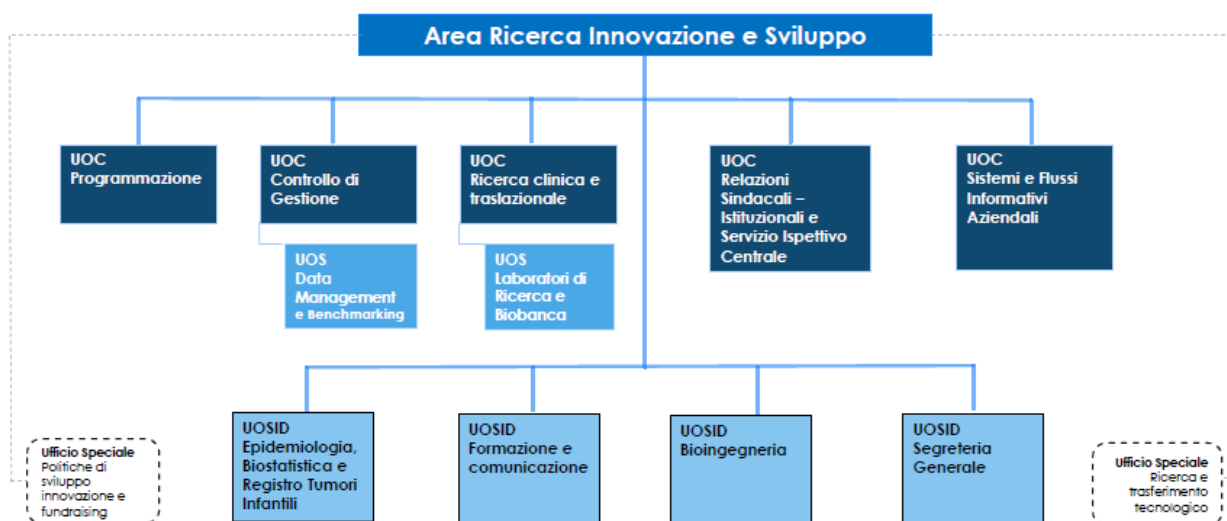 Area Ricerca Innovazione e Sviluppo
UOC
Programmazione
UOC
Controllo di
Gestione
UOC
Ricerca clinica e
traslazionale
UOC
Relazioni
Sindacali –
Istituzionali e
Servizio Ispettivo
Centrale
UOC
Sistemi e Flussi
Informativi
Aziendali
UOS
Data
Management
e Benchmarking
UOS
Laboratori di
Ricerca e
Biobanca
Ufficio Speciale
Politiche di
sviluppo
innovazione e
fundraising
UOSID
Epidemiologia,
Biostatistica e
Registro Tumori
Infantili
UOSID
Formazione e
comunicazione
UOSID
Bioingegneria
UOSID
Segreteria
Generale
Ufficio Speciale
Ricerca e
trasferimento
tecnologico